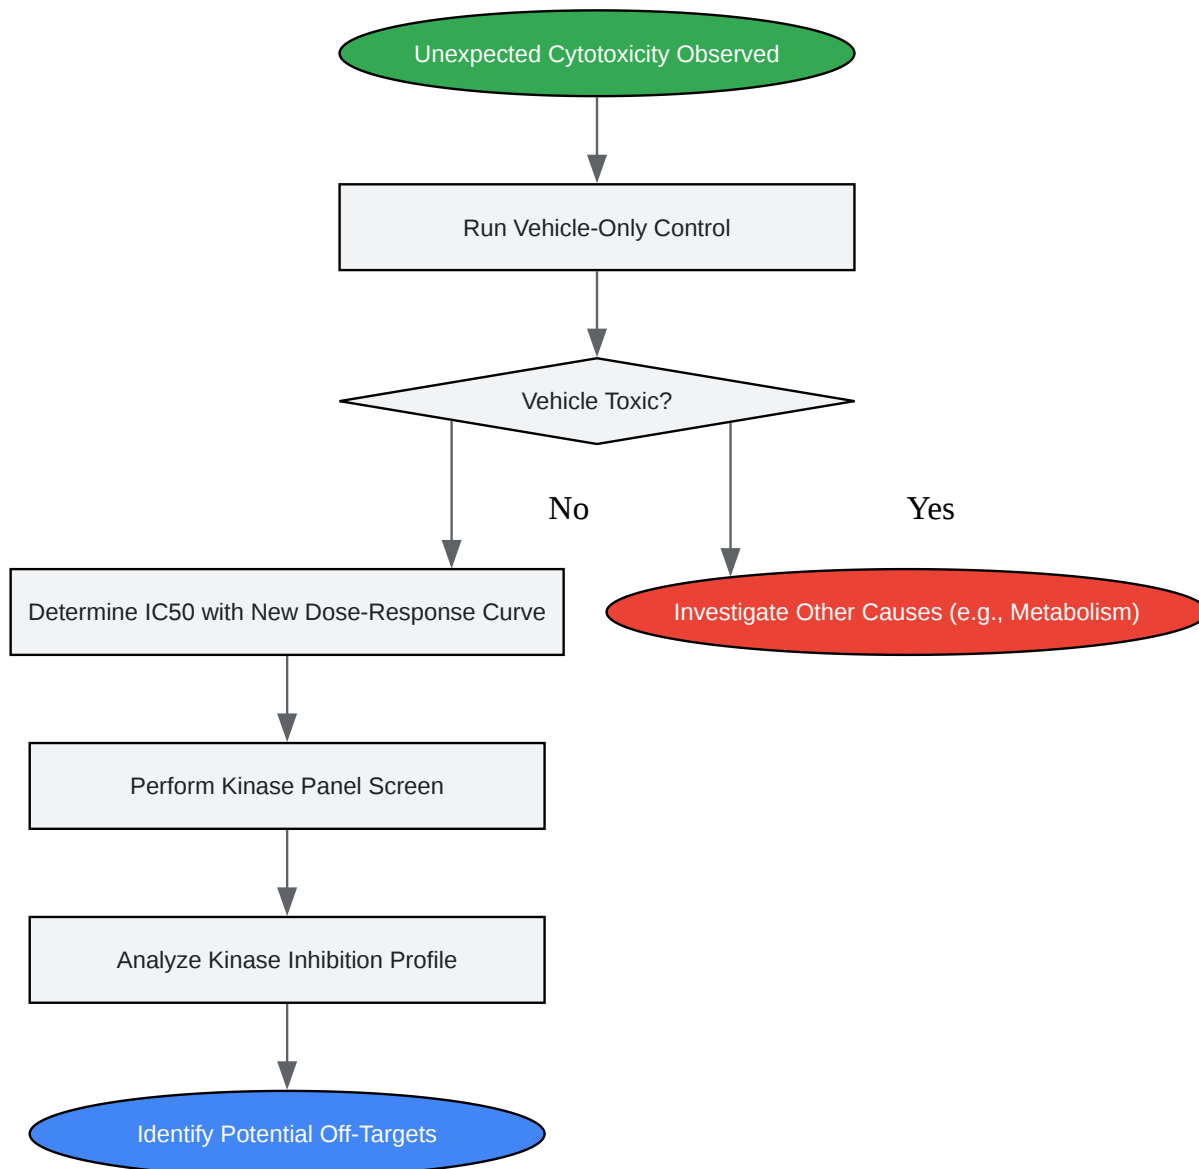 Unexpected Cytotoxicity Observed
Run Vehicle-Only Control
Vehicle Toxic?
No
Yes
Determine IC50 with New Dose-Response Curve
Investigate Other Causes (e.g., Metabolism)
Perform Kinase Panel Screen
Analyze Kinase Inhibition Profile
Identify Potential Off-Targets